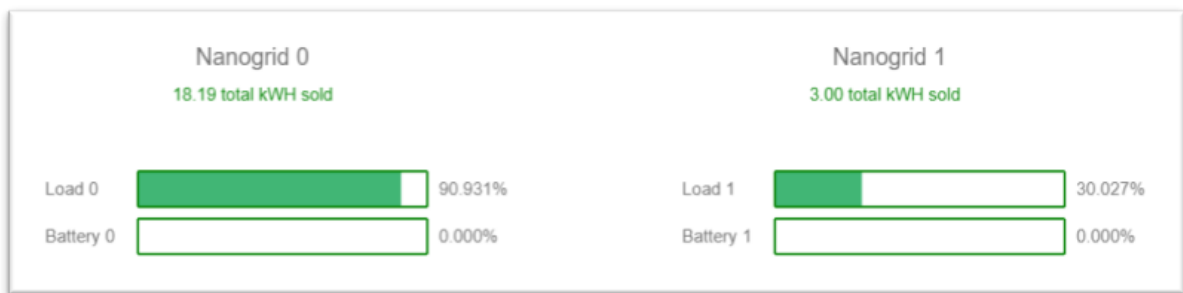 Nanogrid 0
18.19 total kWH sold
Load 0 90.931%
Battery 0 0.000%
Nanogrid 1
3.00 total kWH sold
Load 1 30.027%
Battery 1 0.000%